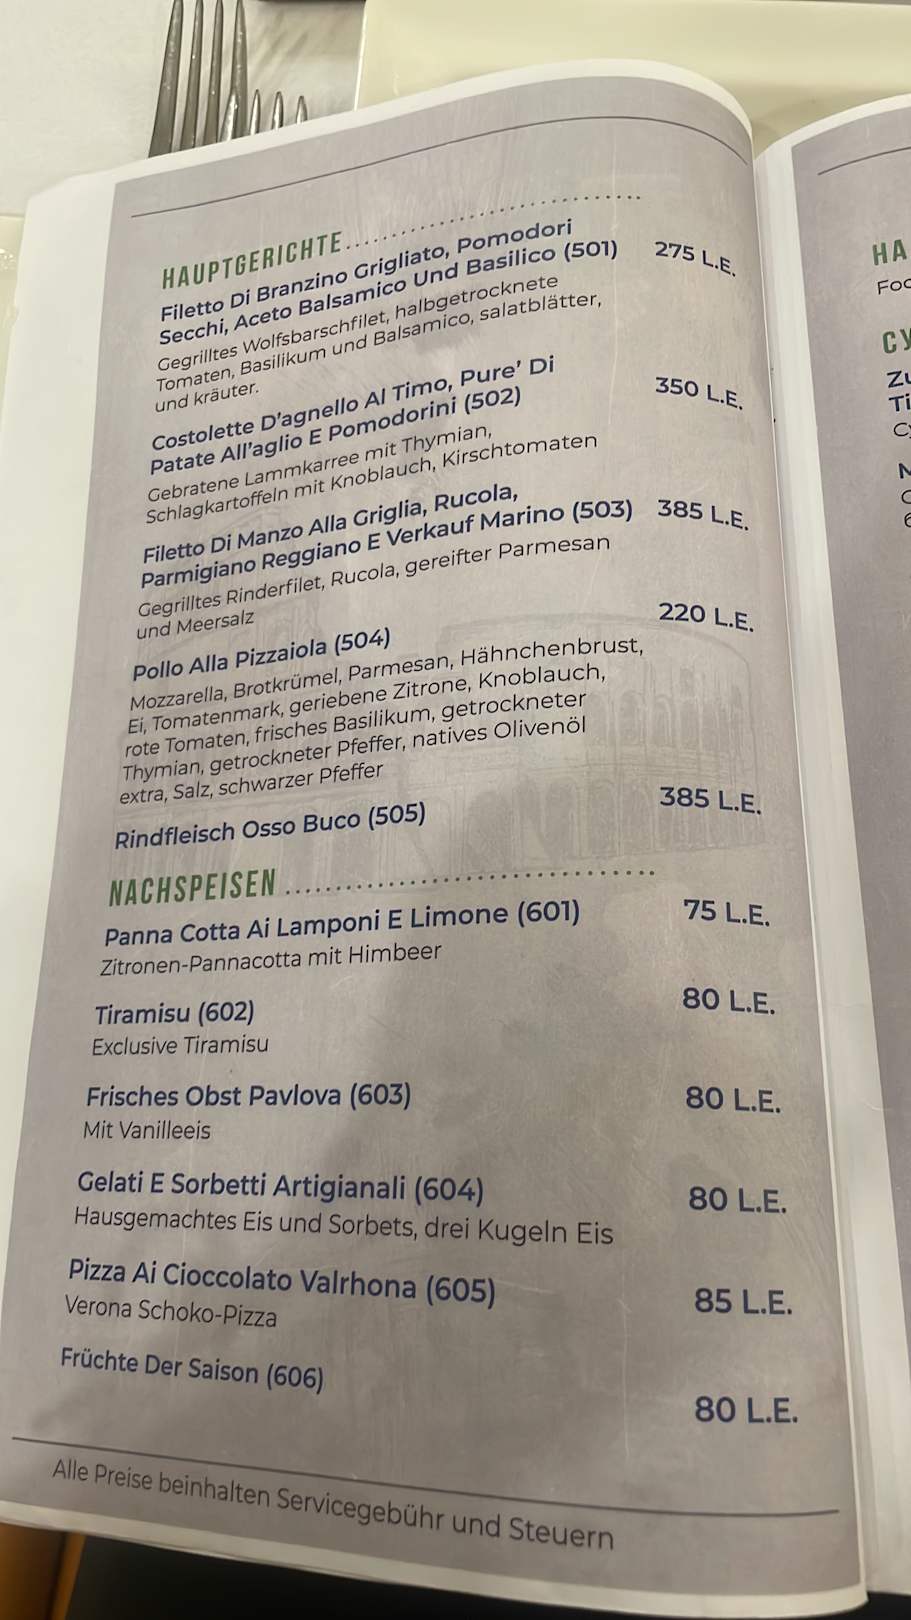 HAUPTGERICHTE
Filetto Di Branzino Grigliato, Pomodori
Secchi, Aceto Balsamico Und Basilico (501) 275 L.E.
Gegrilltes Wolfsbarschfilet, halbgetrocknete
Tomaten, Basilikum und Balsamico, salatblätter,
und kräuter.
Costolette D'agnello Al Timo, Pure' Di
Patate All'aglio E Pomodorini (502) 350 L.E.
Gebratene Lammkarree mit Thymian,
Schlagkartoffeln mit Knoblauch, Kirschtomaten
Filetto Di Manzo Alla Griglia, Rucola,
Parmigiano Reggiano E Verkauf Marino (503) 385 L.E.
Gegrilltes Rinderfilet, Rucola, gereifter Parmesan
und Meersalz
Pollo Alla Pizzaiola (504) 220 L.E.
Mozzarella, Brotkrümel, Parmesan, Hähnchenbrust,
Ei, Tomatenmark, geriebene Zitrone, Knoblauch,
rote Tomaten, frisches Basilikum, getrockneter
Thymian, getrockneter Pfeffer, natives Olivenöl
extra, Salz, schwarzer Pfeffer
Rindfleisch Osso Buco (505) 385 L.E.
NACHSPEISEN
Panna Cotta Ai Lamponi E Limone (601) 75 L.E.
Zitronen-Pannacotta mit Himbeer
Tiramisu (602) 80 L.E.
Exclusive Tiramisu
Frisches Obst Pavlova (603) 80 L.E.
Mit Vanilleeis
Gelati E Sorbetti Artigianali (604) 80 L.E.
Hausgemachtes Eis und Sorbets, drei Kugeln Eis
Pizza Ai Cioccolato Valrhona (605) 85 L.E.
Verona Schoko-Pizza
Früchte Der Saison (606) 80 L.E.
Alle Preise beinhalten Servicegebühr und Steuern